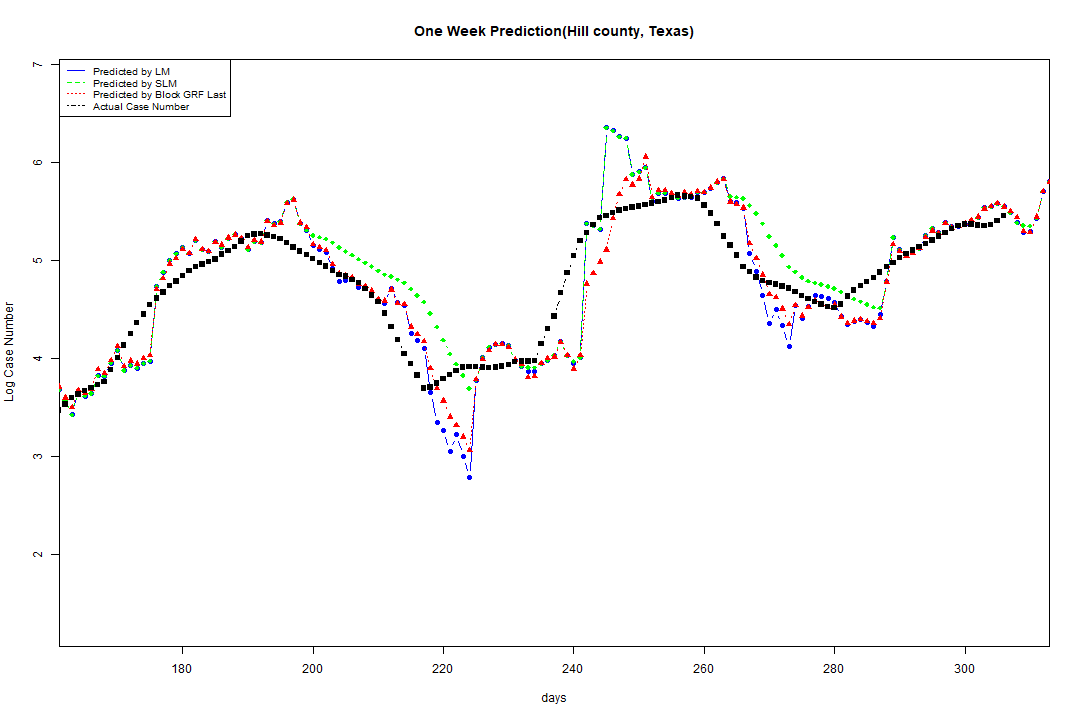 One Week Prediction(Hill county, Texas)
Predicted by LM
Predicted by SLM
Predicted by Block GRF Last
Actual Case Number
7
6
5
4
3
2
Log Case Number
180 200 220 240 260 280 300
days